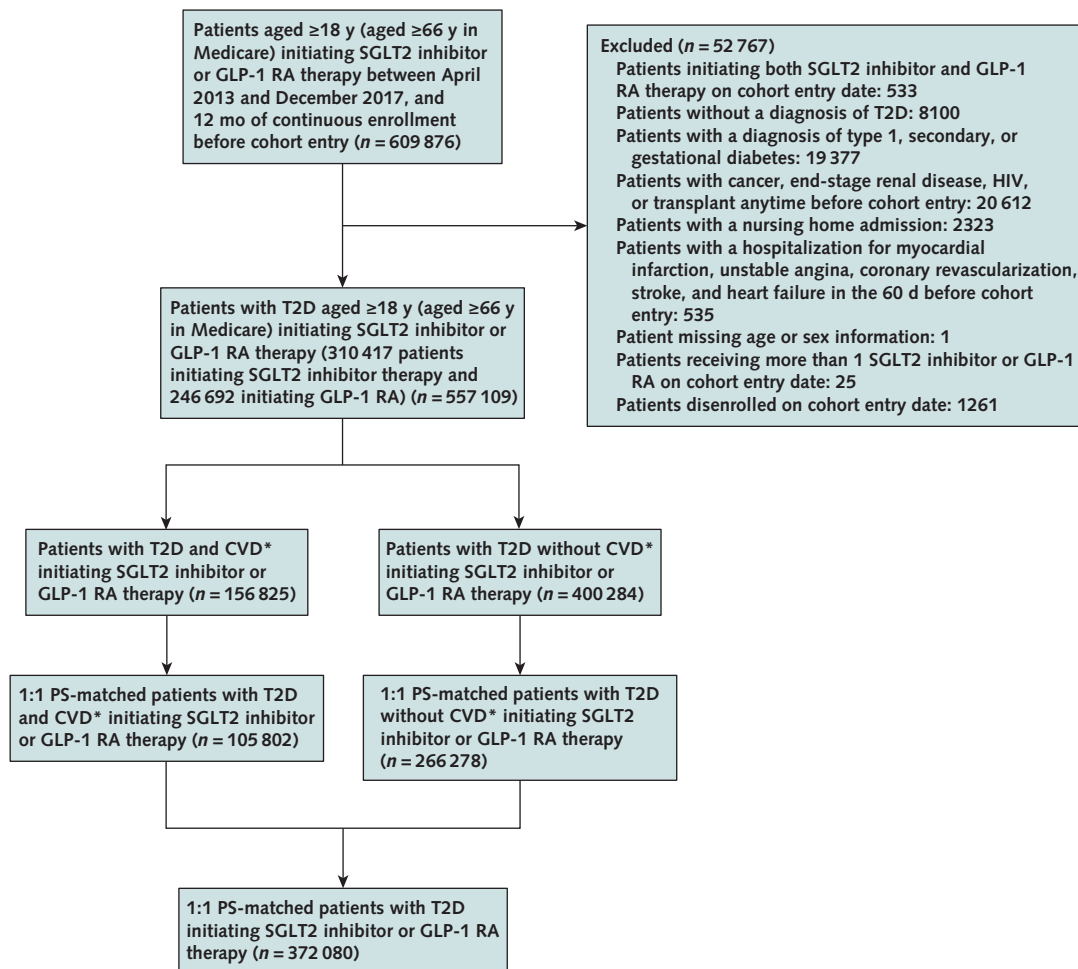 Patients aged ≥18 y (aged ≥66 y in
Medicare) initiating SGLT2 inhibitor
or GLP-1 RA therapy between April
2013 and December 2017, and
12 mo of continuous enrollment
before cohort entry (n = 609 876)
Excluded (n = 52 767)
Patients initiating both SGLT2 inhibitor and GLP-1
RA therapy on cohort entry date: 533
Patients without a diagnosis of T2D: 8100
Patients with a diagnosis of type 1, secondary, or
gestational diabetes: 19 377
Patients with cancer, end-stage renal disease, HIV,
or transplant anytime before cohort entry: 20 612
Patients with a nursing home admission: 2323
Patients with a hospitalization for myocardial
infarction, unstable angina, coronary revascularization,
stroke, and heart failure in the 60 d before cohort
entry: 535
Patient missing age or sex information: 1
Patients receiving more than 1 SGLT2 inhibitor or GLP-1
RA on cohort entry date: 25
Patients disenrolled on cohort entry date: 1261
Patients with T2D aged ≥18 y (aged ≥66 y
in Medicare) initiating SGLT2 inhibitor or
GLP-1 RA therapy (310 417 patients
initiating SGLT2 inhibitor therapy and
246 692 initiating GLP-1 RA) (n = 557 109)
Patients with T2D and CVD*
initiating SGLT2 inhibitor or
GLP-1 RA therapy (n = 156 825)
Patients with T2D without CVD*
initiating SGLT2 inhibitor or
GLP-1 RA therapy (n = 400 284)
1:1 PS-matched patients with T2D
and CVD* initiating SGLT2 inhibitor
or GLP-1 RA therapy (n = 105 802)
1:1 PS-matched patients with T2D
without CVD* initiating SGLT2
inhibitor or GLP-1 RA therapy
(n = 266 278)
1:1 PS-matched patients with T2D
initiating SGLT2 inhibitor or GLP-1 RA
therapy (n = 372 080)